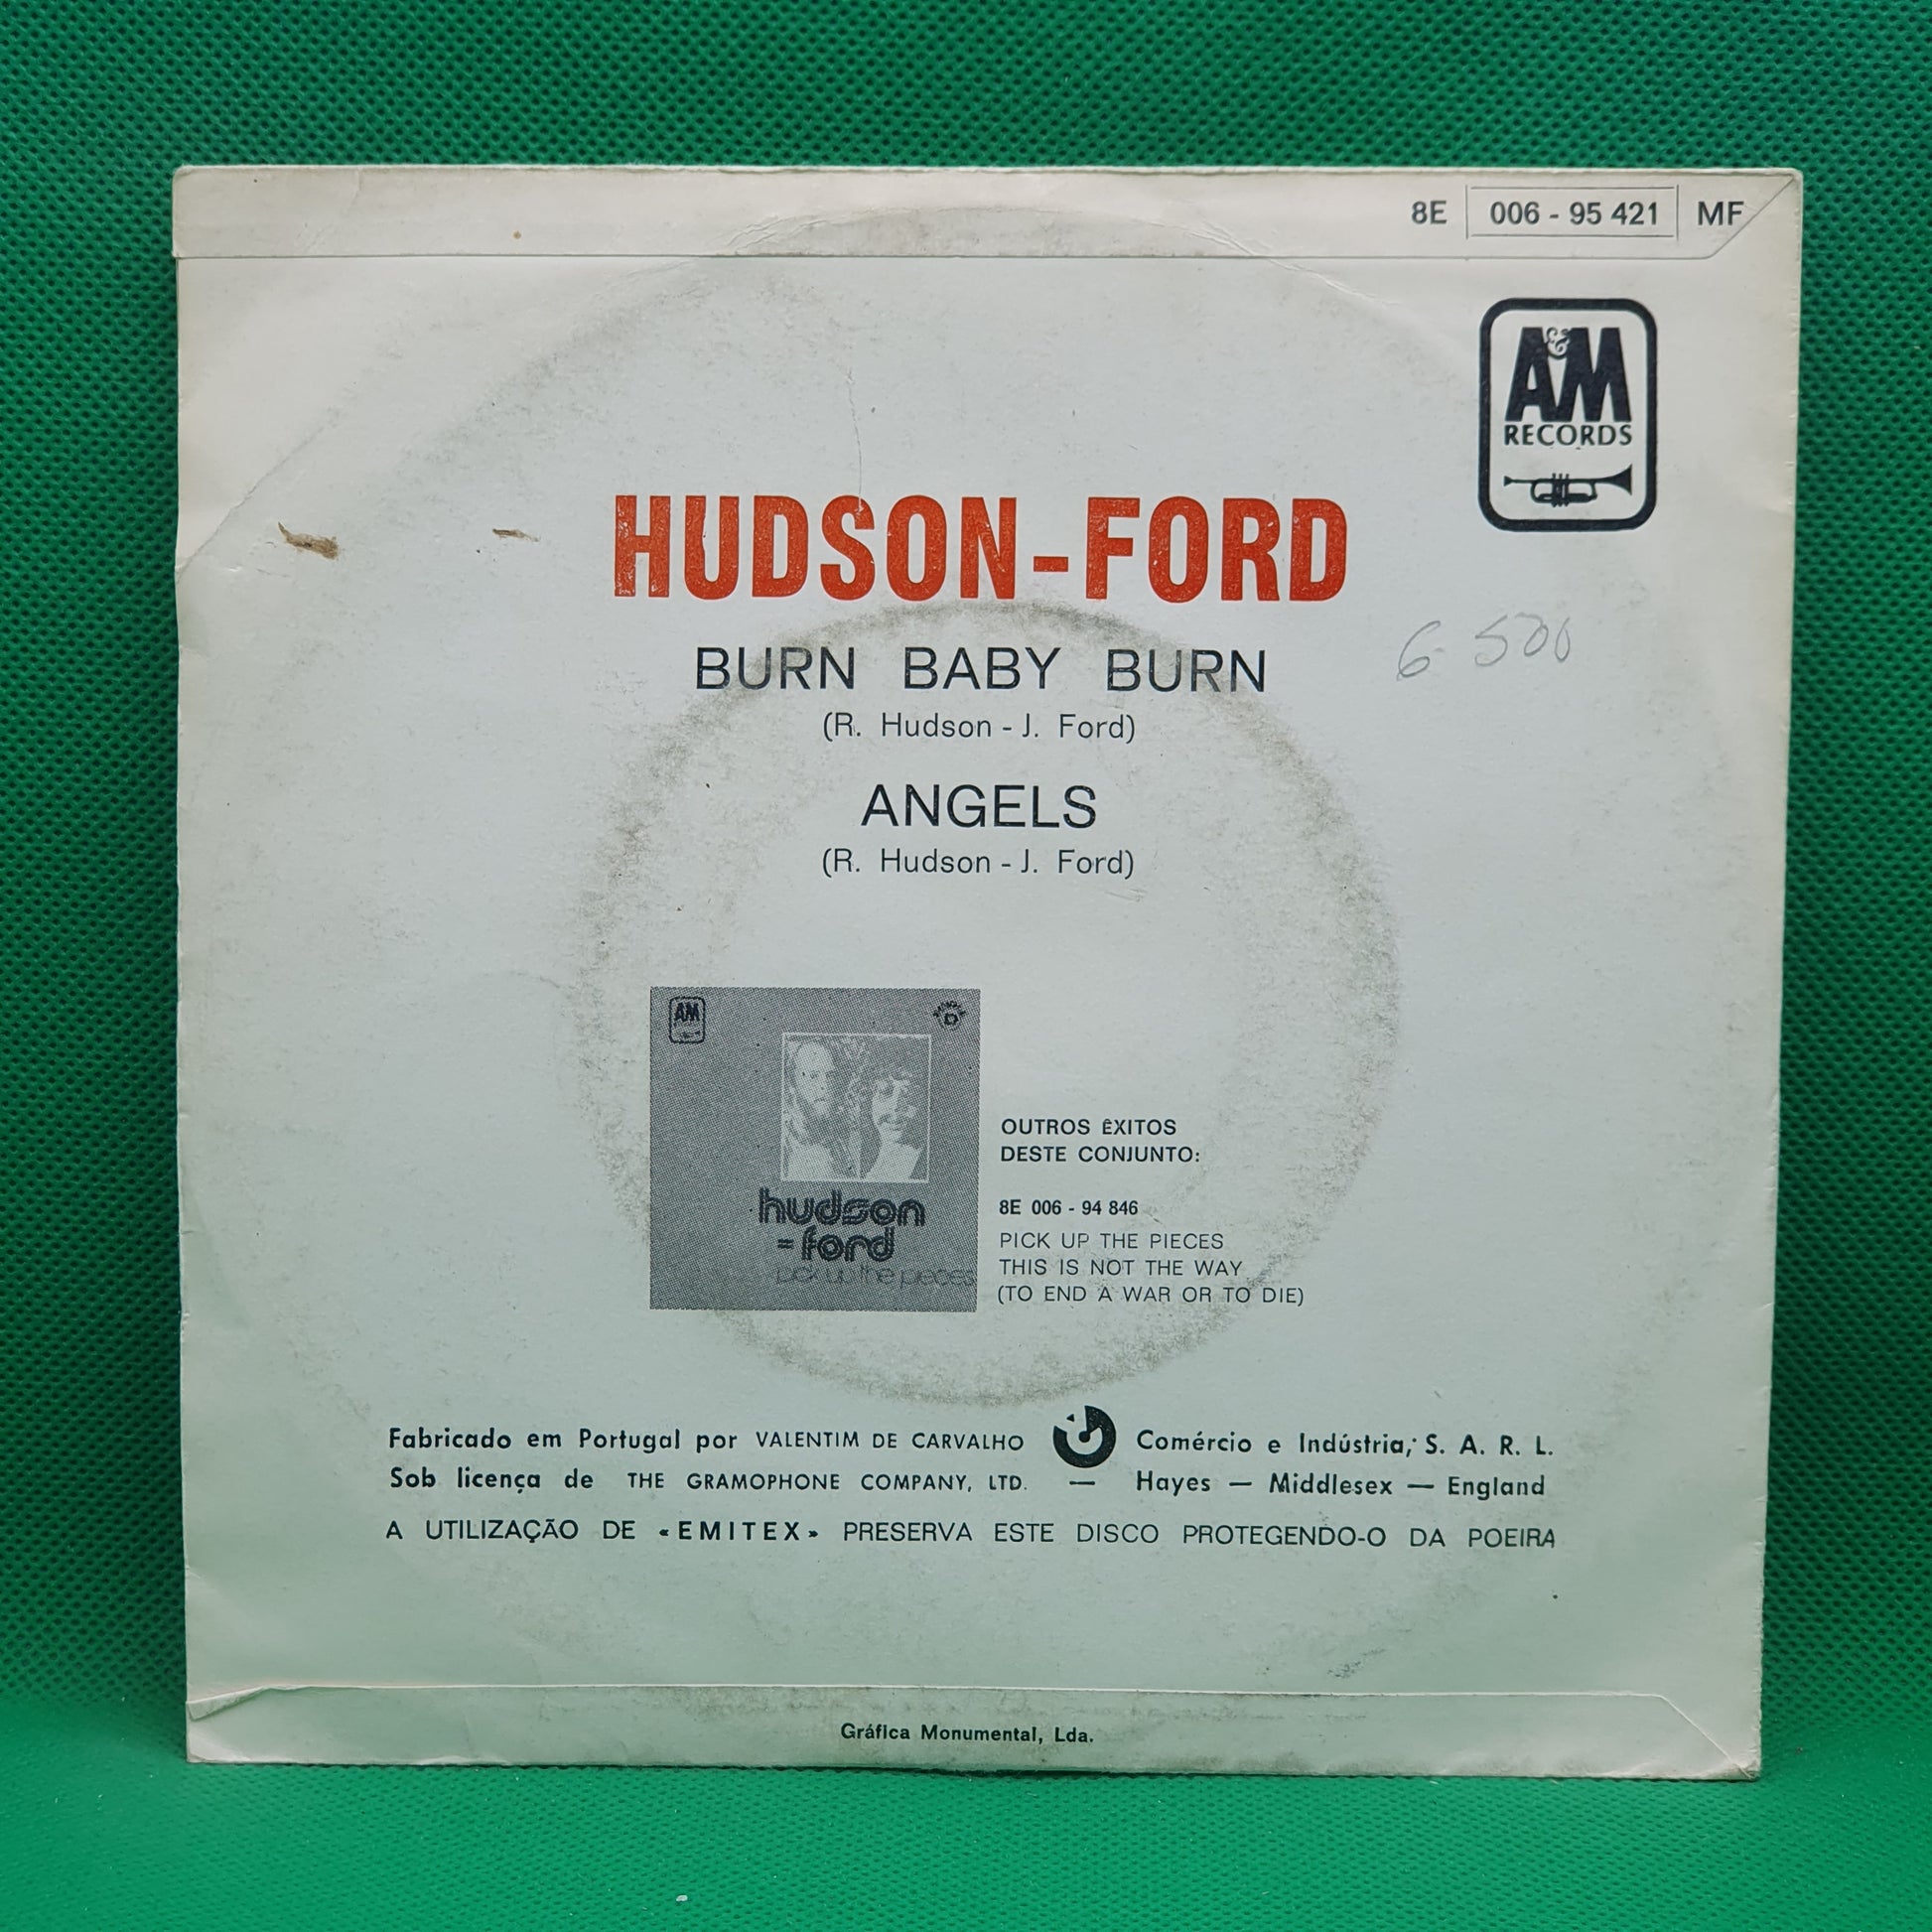 8E 006 - 95 421 MF
A&M
RECORDS
HUDSON-FORD
6 500
BURN BABY BURN
(R. Hudson - J. Ford)
ANGELS
(R. Hudson - J. Ford)
AM
hudson
=ford
pick up the pieces
OUTROS ÊXITOS
DESTE CONJUNTO:
8E 006 - 94 846
PICK UP THE PIECES
THIS IS NOT THE WAY
(TO END A WAR OR TO DIE)
Fabricado em Portugal por VALENTIM DE CARVALHO Comércio e Indústria, S. A. R. L.
Sob licença de THE GRAMOPHONE COMPANY, LTD. — Hayes — Middlesex — England
A UTILIZAÇÃO DE «EMITEX» PRESERVA ESTE DISCO PROTEGENDO-O DA POEIRA
Gráfica Monumental, Lda.